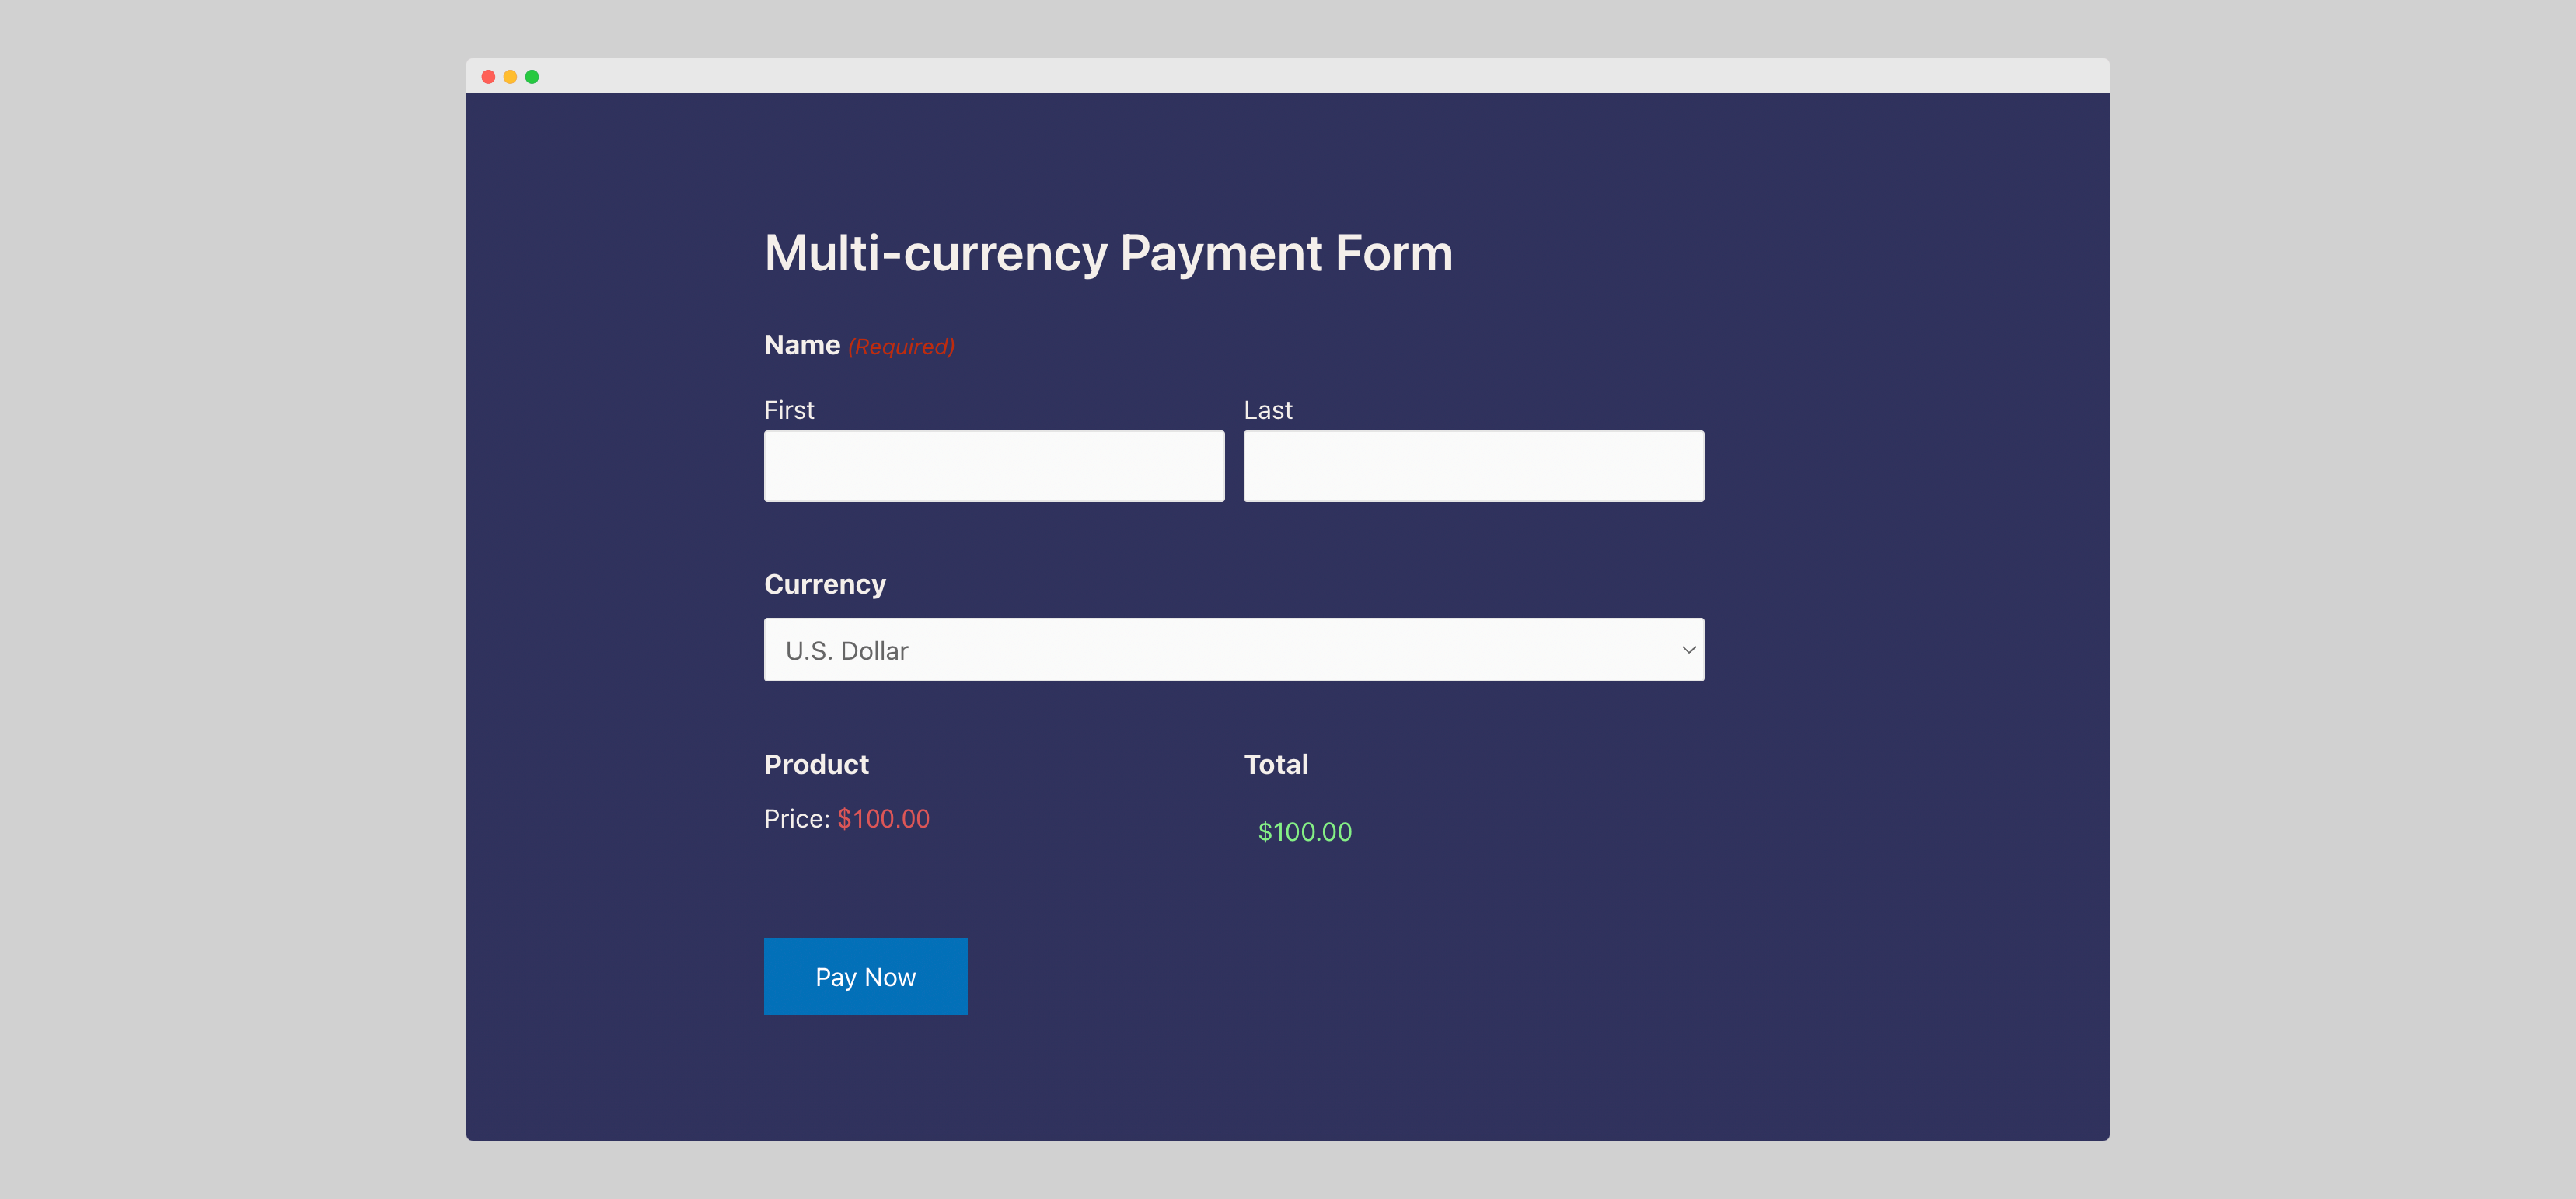 Multi-currency Payment Form
Name (Required)
First
Last
Currency
U.S. Dollar
Product
Price: $100.00
Total
$100.00
Pay Now